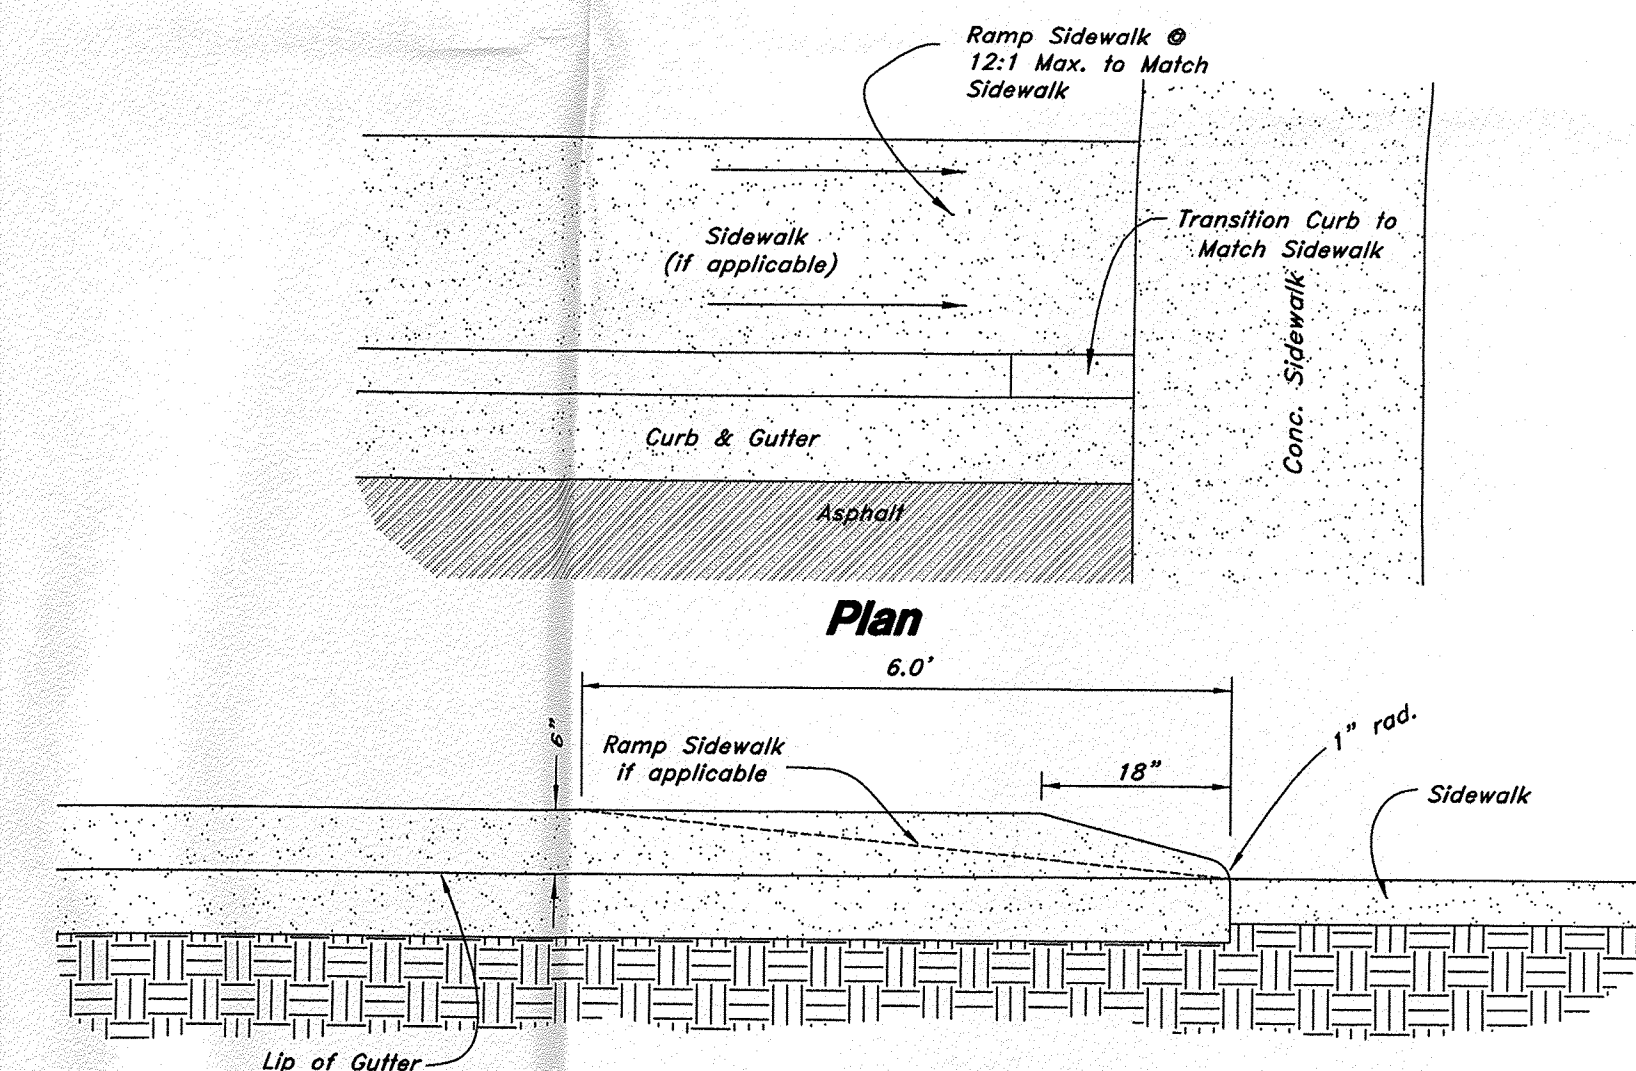 Ramp Sidewalk @
12:1 Max. to Match
Sidewalk
Sidewalk
(if applicable)
Transition Curb to
Match Sidewalk
Conc. Sidewalk
Curb & Gutter
Asphalt
Plan
6.0'
6"
Ramp Sidewalk
if applicable
18"
1" rad.
Sidewalk
Lip of Gutter